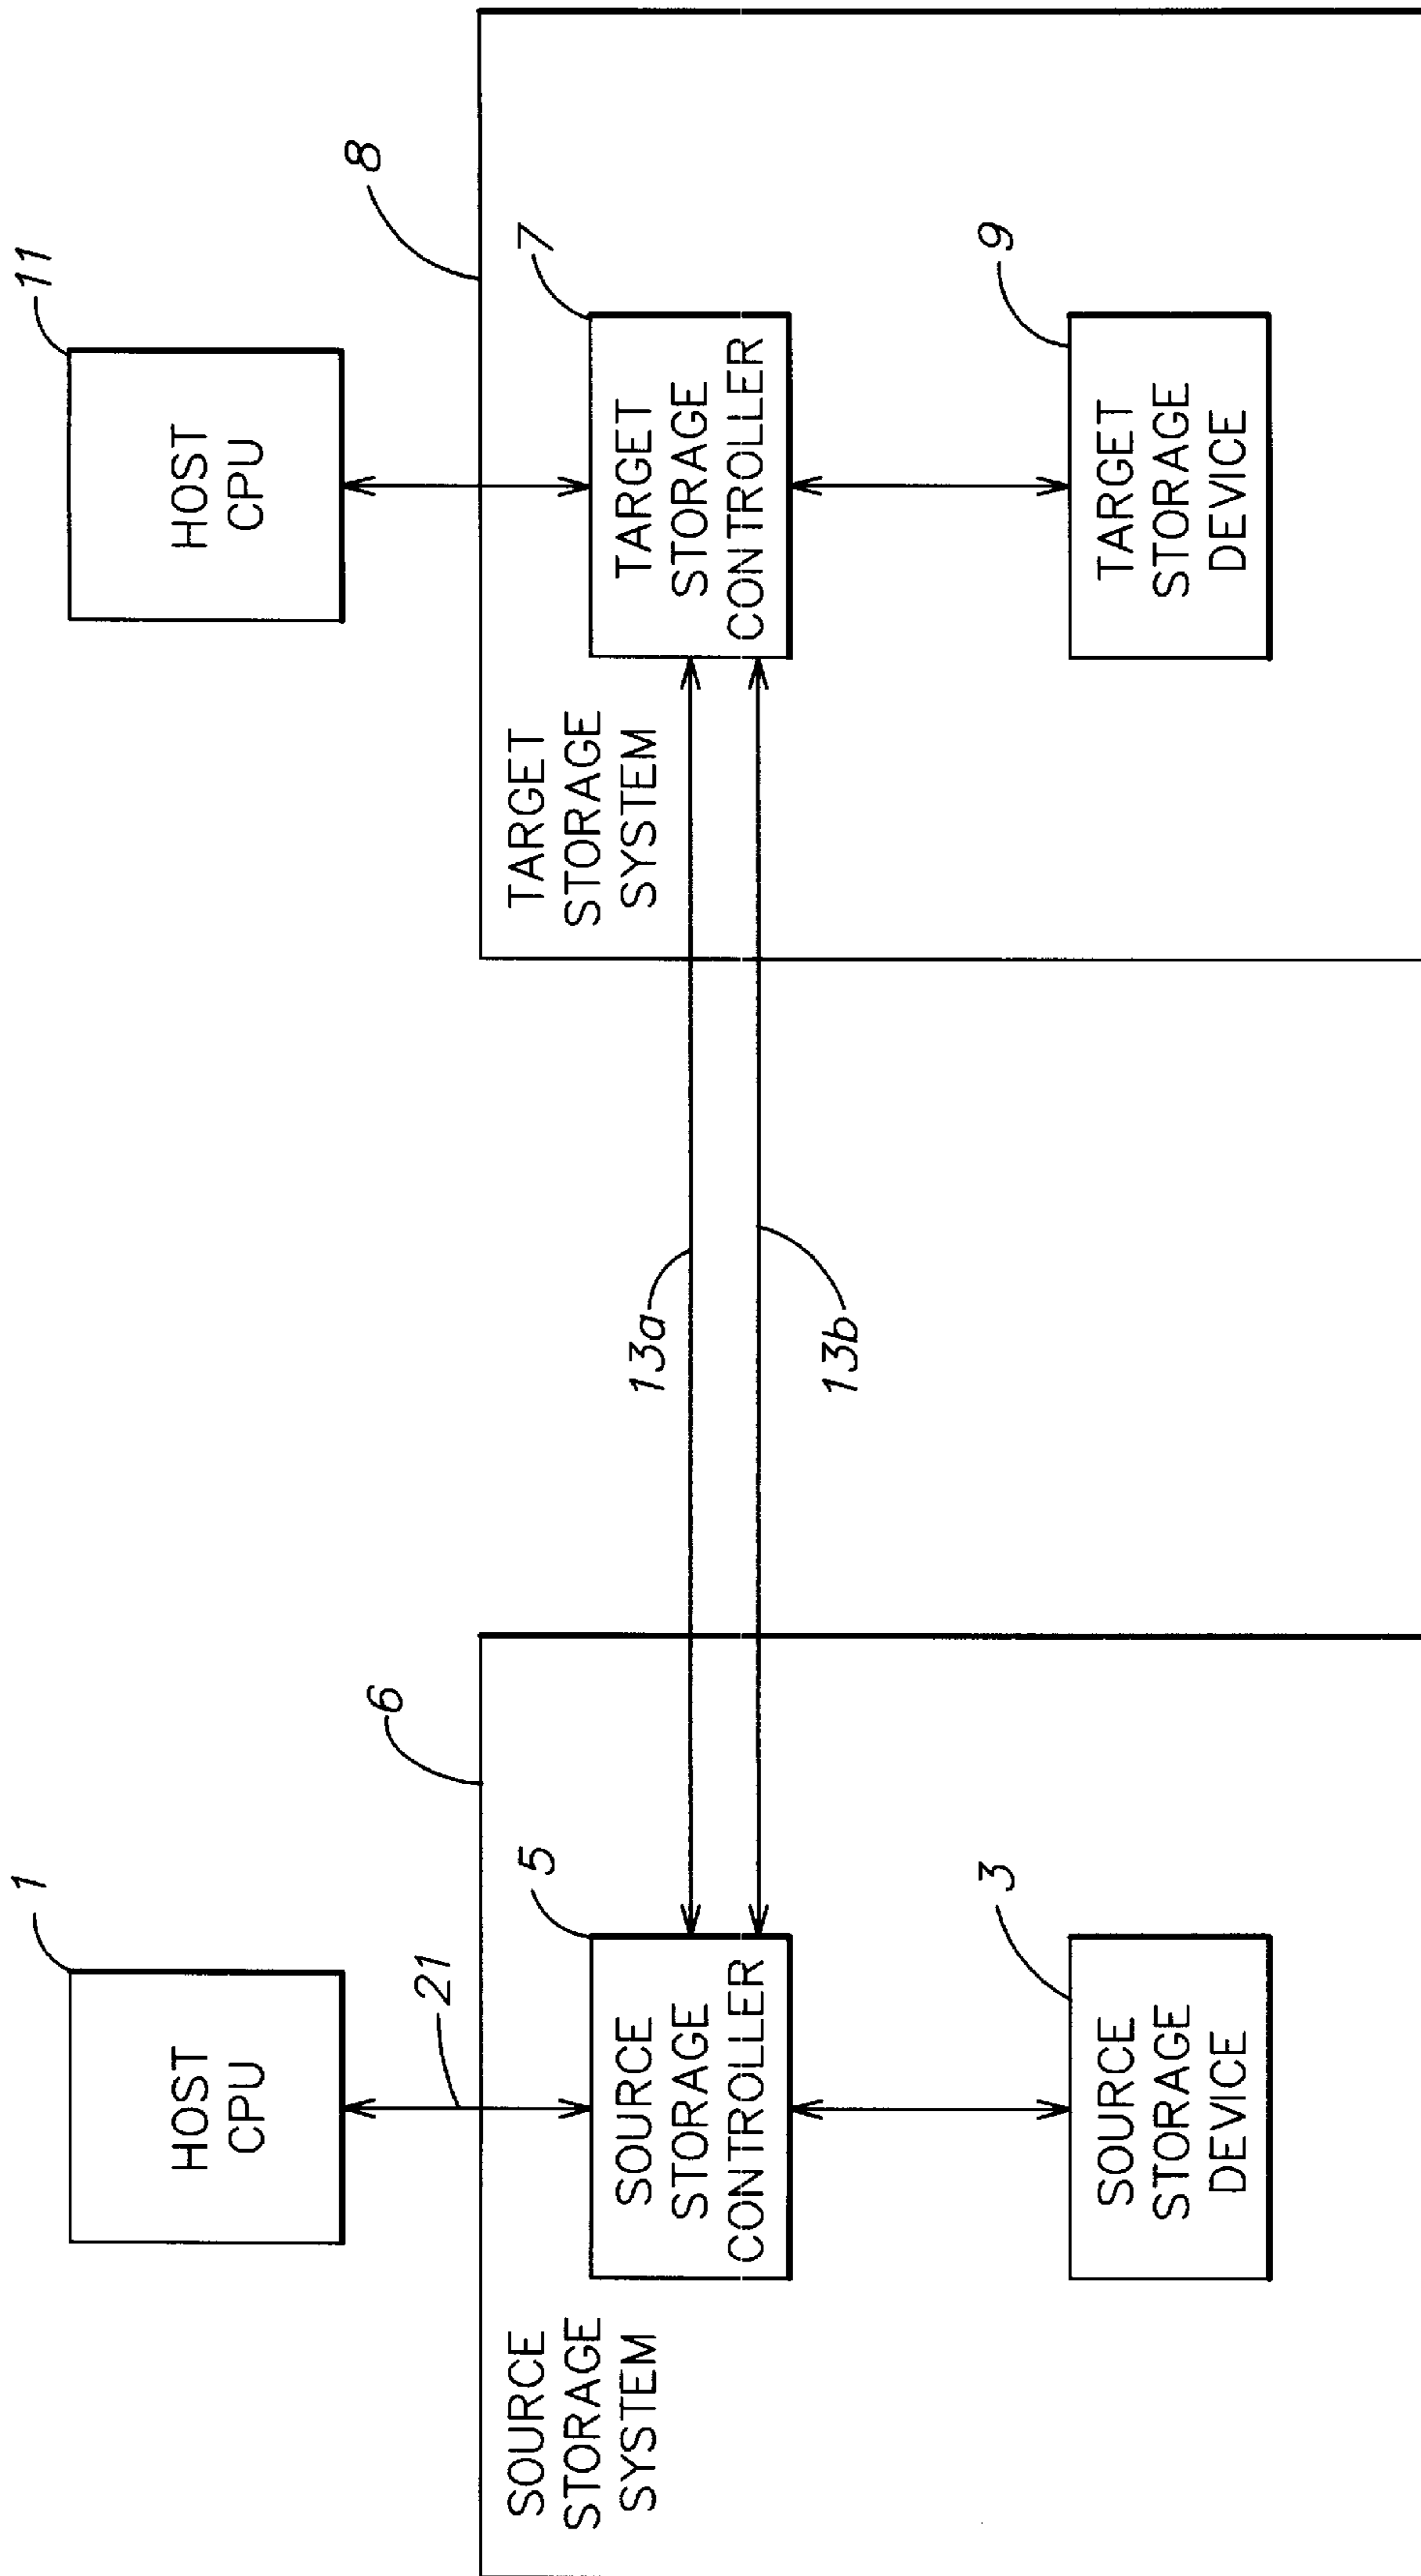 1
HOST
CPU
21
6
SOURCE
STORAGE
SYSTEM
5
SOURCE
STORAGE
CONTROLLER
3
SOURCE
STORAGE
DEVICE
13a
13b
11
HOST
CPU
8
TARGET
STORAGE
SYSTEM
7
TARGET
STORAGE
CONTROLLER
9
TARGET
STORAGE
DEVICE